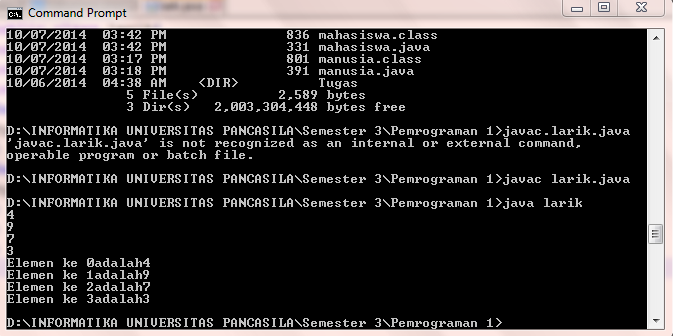 Command Prompt
10/07/2014  03:42 PM               836 mahasiswa.class
10/07/2014  03:42 PM               331 mahasiswa.java
10/07/2014  03:17 PM               801 manusia.class
10/07/2014  03:18 PM               391 manusia.java
10/06/2014  04:38 AM    <DIR>          Tugas
5 File(s)          2,589 bytes
3 Dir(s)   2,003,304,448 bytes free
D:\INFORMATIKA UNIVERSITAS PANCASILA\Semester 3\Pemrograman 1>javac.larik.java
'javac.larik.java' is not recognized as an internal or external command,
operable program or batch file.
D:\INFORMATIKA UNIVERSITAS PANCASILA\Semester 3\Pemrograman 1>javac larik.java
D:\INFORMATIKA UNIVERSITAS PANCASILA\Semester 3\Pemrograman 1>java larik
4
9
7
3
Elemen ke 0adalah4
Elemen ke 1adalah9
Elemen ke 2adalah7
Elemen ke 3adalah3
D:\INFORMATIKA UNIVERSITAS PANCASILA\Semester 3\Pemrograman 1>